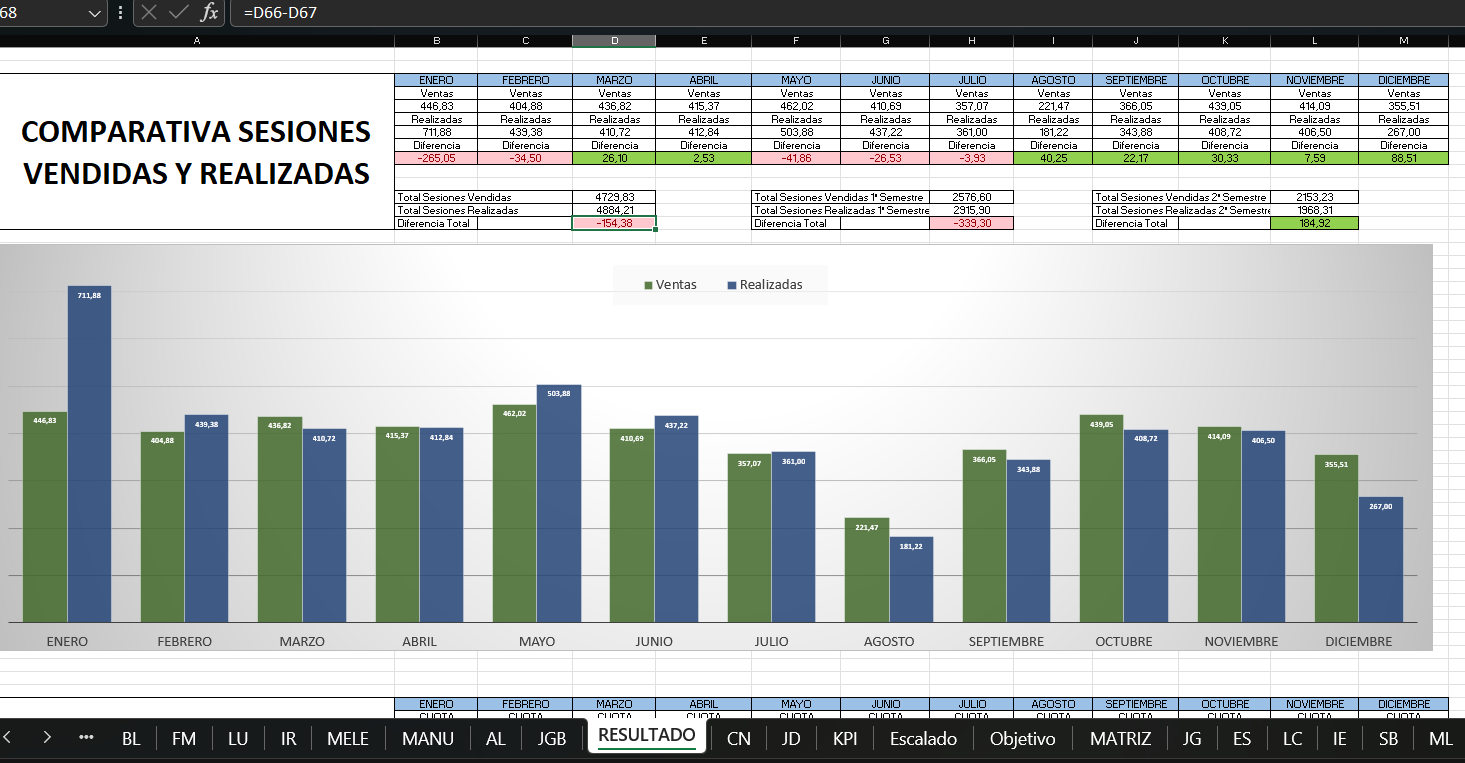 68
=D66-D67
A B C D E F G H I J K L M
ENERO FEBRERO MARZO ABRIL MAYO JUNIO JULIO AGOSTO SEPTIEMBRE OCTUBRE NOVIEMBRE DICIEMBRE
Ventas Ventas Ventas Ventas Ventas Ventas Ventas Ventas Ventas Ventas Ventas Ventas
446,83 404,88 436,82 415,37 462,02 410,69 357,07 221,47 366,05 439,05 414,09 355,51
Realizadas Realizadas Realizadas Realizadas Realizadas Realizadas Realizadas Realizadas Realizadas Realizadas Realizadas Realizadas
711,88 439,38 410,72 412,84 503,88 437,22 361,00 181,22 343,88 408,72 406,50 267,00
Diferencia Diferencia Diferencia Diferencia Diferencia Diferencia Diferencia Diferencia Diferencia Diferencia Diferencia Diferencia
-265,05 -34,50 26,10 2,53 -41,86 -26,53 -3,93 40,25 22,17 30,33 7,59 88,51
COMPARATIVA SESIONES
VENDIDAS Y REALIZADAS
Total Sesiones Vendidas 4729,83 Total Sesiones Vendidas 1º Semestre 2576,60 Total Sesiones Vendidas 2º Semestre 2153,23
Total Sesiones Realizadas 4884,21 Total Sesiones Realizadas 1º Semestre 2915,90 Total Sesiones Realizadas 2º Semestre 1968,31
Diferencia Total -154,38 Diferencia Total -339,30 Diferencia Total 184,92
Ventas Realizadas
446,83 711,88 404,88 439,38 436,82 410,72 415,37 412,84 462,02 503,88 410,69 437,22 357,07 361,00 221,47 181,22 366,05 343,88 439,05 408,72 414,09 406,50 355,51 267,00
ENERO FEBRERO MARZO ABRIL MAYO JUNIO JULIO AGOSTO SEPTIEMBRE OCTUBRE NOVIEMBRE DICIEMBRE
ENERO FEBRERO MARZO ABRIL MAYO JUNIO JULIO AGOSTO SEPTIEMBRE OCTUBRE NOVIEMBRE DICIEMBRE
CUOTA CUOTA CUOTA CUOTA CUOTA CUOTA CUOTA CUOTA CUOTA CUOTA CUOTA CUOTA
BL FM LU IR MELE MANU AL JGB RESULTADO CN JD KPI Escalado Objetivo MATRIZ JG ES LC IE SB ML